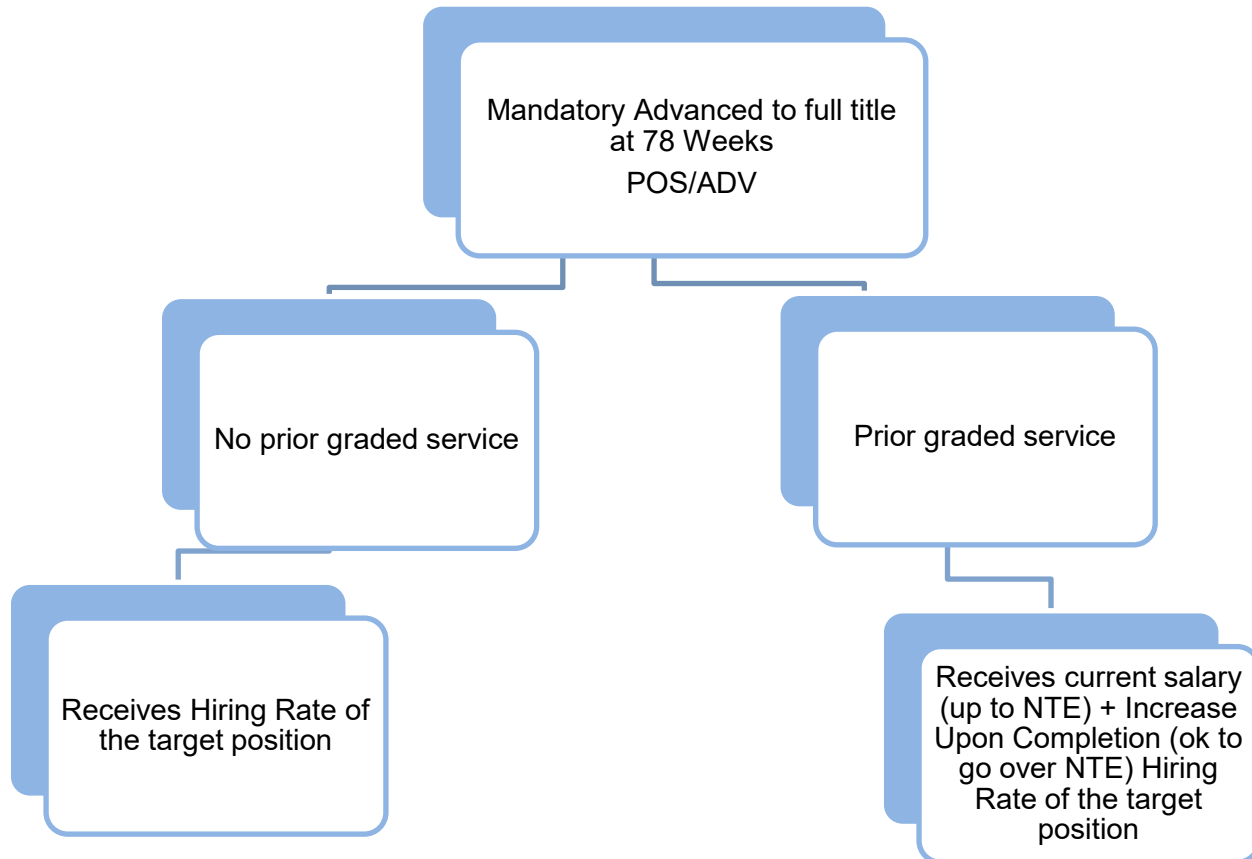 Mandatory Advanced to full title
at 78 Weeks
POS/ADV
No prior graded service
Prior graded service
Receives Hiring Rate of
the target position
Receives current salary
(up to NTE) + Increase
Upon Completion (ok to
go over NTE) Hiring
Rate of the target
position